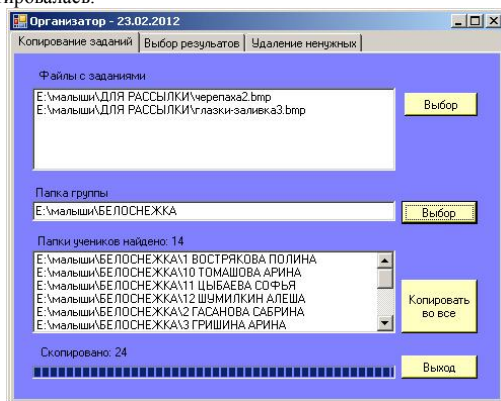 тировалась.
Организатор - 23.02.2012
Копирование заданий Выбор резульатов Удаление ненужных
Файлы с заданиями
E:\малыши\ДЛЯ РАССЫЛКИ\черепаха2.bmp
E:\малыши\ДЛЯ РАССЫЛКИ\глазки-заливка3.bmp
Выбор
Папка группы
E:\малыши\БЕЛОСНЕЖКА
Выбор
Папки учеников найдено: 14
E:\малыши\БЕЛОСНЕЖКА\1 ВОСТРЯКОВА ПОЛИНА
E:\малыши\БЕЛОСНЕЖКА\10 ТОМАШОВА АРИНА
E:\малыши\БЕЛОСНЕЖКА\11 ЦЫБАЕВА СОФЬЯ
E:\малыши\БЕЛОСНЕЖКА\12 ШУМИЛКИН АЛЕША
E:\малыши\БЕЛОСНЕЖКА\2 ГАСАНОВА САБРИНА
E:\малыши\БЕЛОСНЕЖКА\3 ГРИШИНА АРИНА
Копировать
во все
Скопировано: 24
Выход